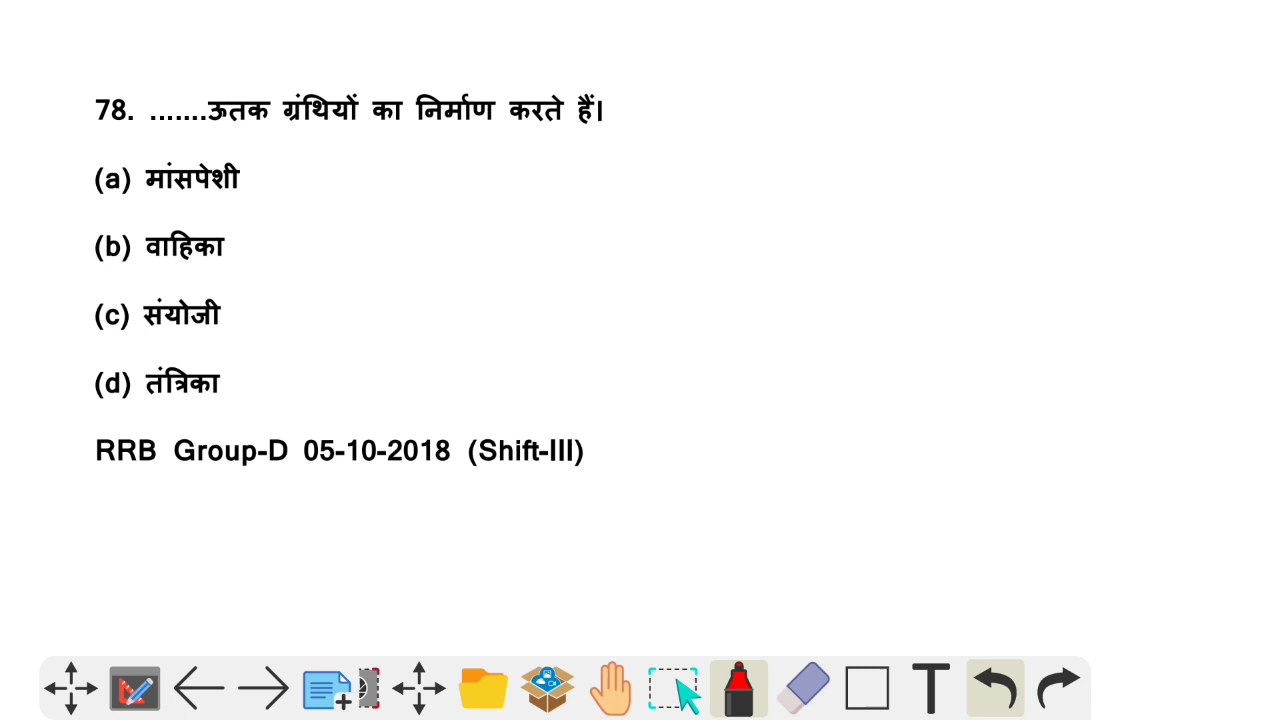 78. .......ऊतक ग्रंथियों का निर्माण करते हैं।
(a) मांसपेशी
(b) वाहिका
(c) संयोजी
(d) तंत्रिका
RRB Group-D 05-10-2018 (Shift-III)